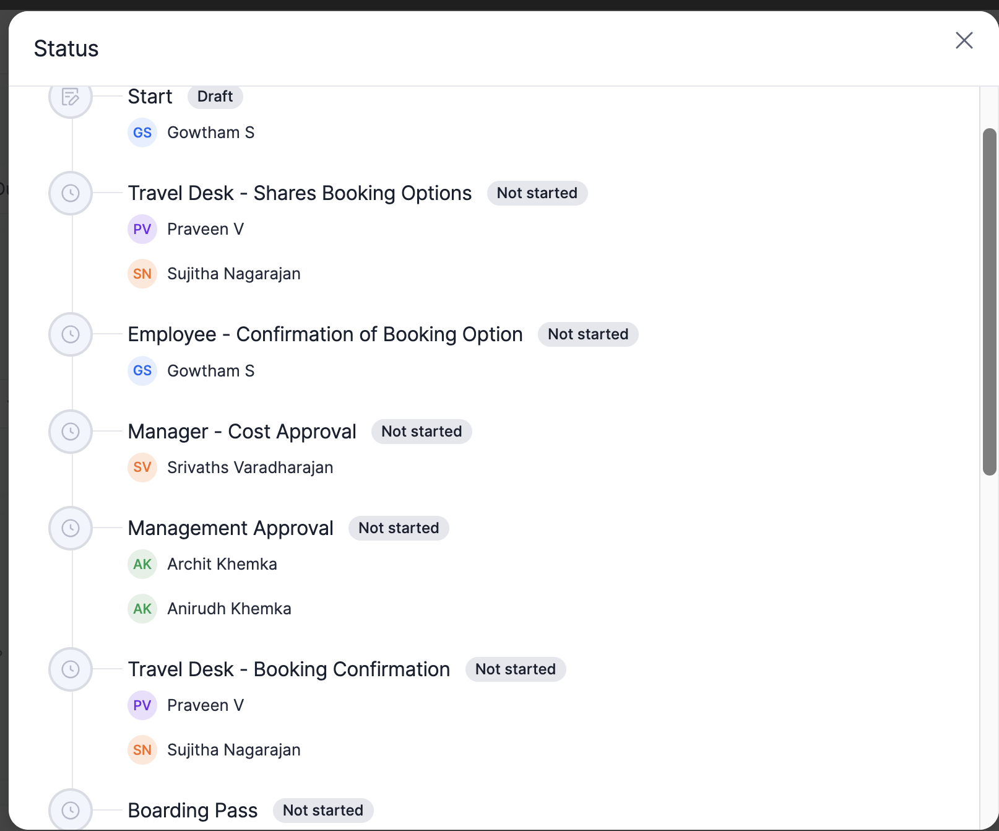 Status
Start Draft
GS Gowtham S
Travel Desk - Shares Booking Options Not started
PV Praveen V
SN Sujitha Nagarajan
Employee - Confirmation of Booking Option Not started
GS Gowtham S
Manager - Cost Approval Not started
SV Srivaths Varadharajan
Management Approval Not started
AK Archit Khemka
AK Anirudh Khemka
Travel Desk - Booking Confirmation Not started
PV Praveen V
SN Sujitha Nagarajan
Boarding Pass Not started